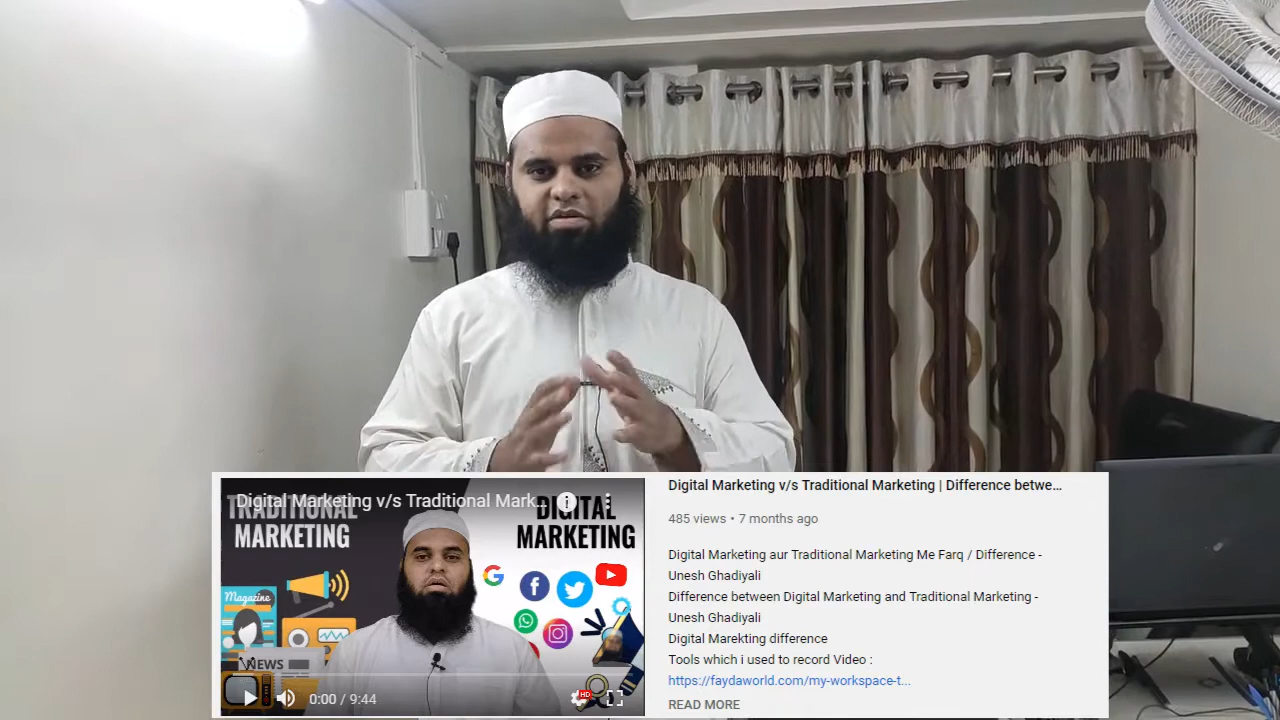 Digital Marketing v/s Traditional Mark...
TRADITIONAL
MARKETING
DIGITAL
MARKETING
Magazine
NEWS
0:00 / 9:44
HD
Digital Marketing v/s Traditional Marketing | Difference betwe...
485 views • 7 months ago
Digital Marketing aur Traditional Marketing Me Farq / Difference -
Unesh Ghadiyali
Difference between Digital Marketing and Traditional Marketing -
Unesh Ghadiyali
Digital Marekting difference
Tools which i used to record Video :
https://faydaworld.com/my-workspace-t...
READ MORE